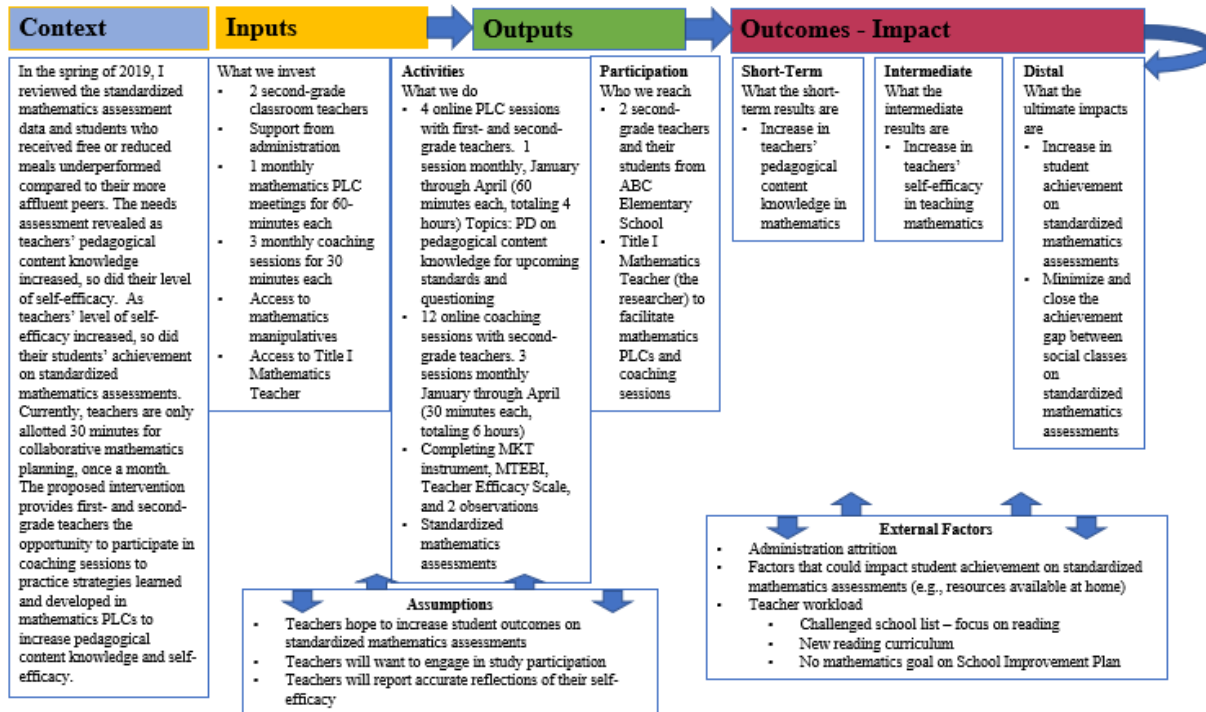 Context
Inputs
Outputs
Outcomes - Impact
In the spring of 2019, I
reviewed the standardized
mathematics assessment
data and students who
received free or reduced
meals underperformed
compared to their more
affluent peers. The needs
assessment revealed as
teachers' pedagogical
content knowledge
increased, so did their level
of self-efficacy. As
teachers' level of self-
efficacy increased, so did
their students' achievement
on standardized
mathematics assessments.
Currently, teachers are only
allotted 30 minutes for
collaborative mathematics
planning, once a month.
The proposed intervention
provides first- and second-
grade teachers the
opportunity to participate in
coaching sessions to
practice strategies learned
and developed in
mathematics PLCs to
increase pedagogical
content knowledge and self-
efficacy.
What we invest
▪ 2 second-grade
classroom teachers
▪ Support from
administration
▪ 1 monthly
mathematics PLC
meetings for 60-
minutes each
▪ 3 monthly coaching
sessions for 30
minutes each
▪ Access to
mathematics
manipulatives
▪ Access to Title I
Mathematics
Teacher
Activities
What we do
▪ 4 online PLC sessions
with first- and second-
grade teachers. 1
session monthly, January
through April (60
minutes each, totaling 4
hours) Topics: PD on
pedagogical content
knowledge for upcoming
standards and
questioning
▪ 12 online coaching
sessions with second-
grade teachers. 3
sessions monthly
January through April
(30 minutes each,
totaling 6 hours)
▪ Completing MKT
instrument, MTEBI,
Teacher Efficacy Scale,
and 2 observations
▪ Standardized
mathematics
assessments
Participation
Who we reach
▪ 2 second-
grade teachers
and their
students from
ABC
Elementary
School
▪ Title I
Mathematics
Teacher (the
researcher) to
facilitate
mathematics
PLCs and
coaching
sessions
Short-Term
What the short-
term results are
▪ Increase in
teachers'
pedagogical
content
knowledge in
mathematics
Intermediate
What the
intermediate
results are
▪ Increase in
teachers'
self-efficacy
in teaching
mathematics
Distal
What the
ultimate impacts
are
▪ Increase in
student
achievement
on
standardized
mathematics
assessments
▪ Minimize and
close the
achievement
gap between
social classes
on
standardized
mathematics
assessments
Assumptions
▪ Teachers hope to increase student outcomes on
standardized mathematics assessments
▪ Teachers will want to engage in study participation
▪ Teachers will report accurate reflections of their self-
efficacy
External Factors
▪ Administration attrition
▪ Factors that could impact student achievement on standardized
mathematics assessments (e.g., resources available at home)
▪ Teacher workload
▪ Challenged school list – focus on reading
▪ New reading curriculum
▪ No mathematics goal on School Improvement Plan